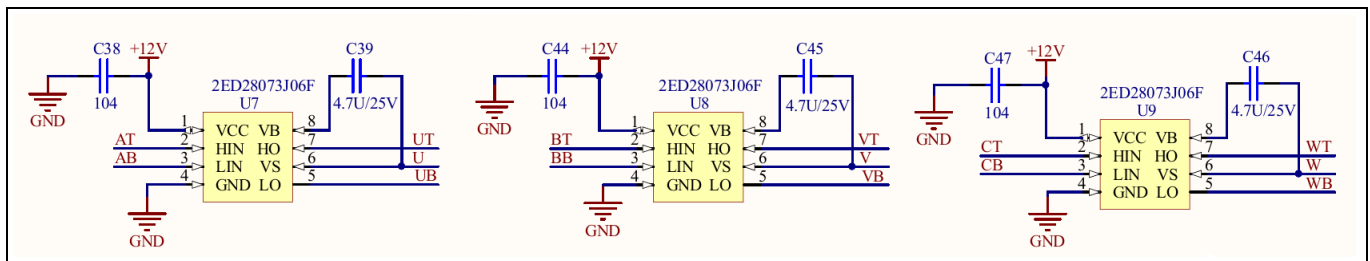 C38 +12V C39
104 2ED28073J06F 4.7U/25V
GND U7
1 VCC VB 8
AT 2 HIN HO 7 UT
AB 3 LIN VS 6 U
4 GND LO 5 UB
GND
C44 +12V C45
104 2ED28073J06F 4.7U/25V
GND U8
1 VCC VB 8
BT 2 HIN HO 7 VT
BB 3 LIN VS 6 V
4 GND LO 5 VB
GND
C47 +12V C46
104 2ED28073J06F 4.7U/25V
GND U9
1 VCC VB 8
CT 2 HIN HO 7 WT
CB 3 LIN VS 6 W
4 GND LO 5 WB
GND